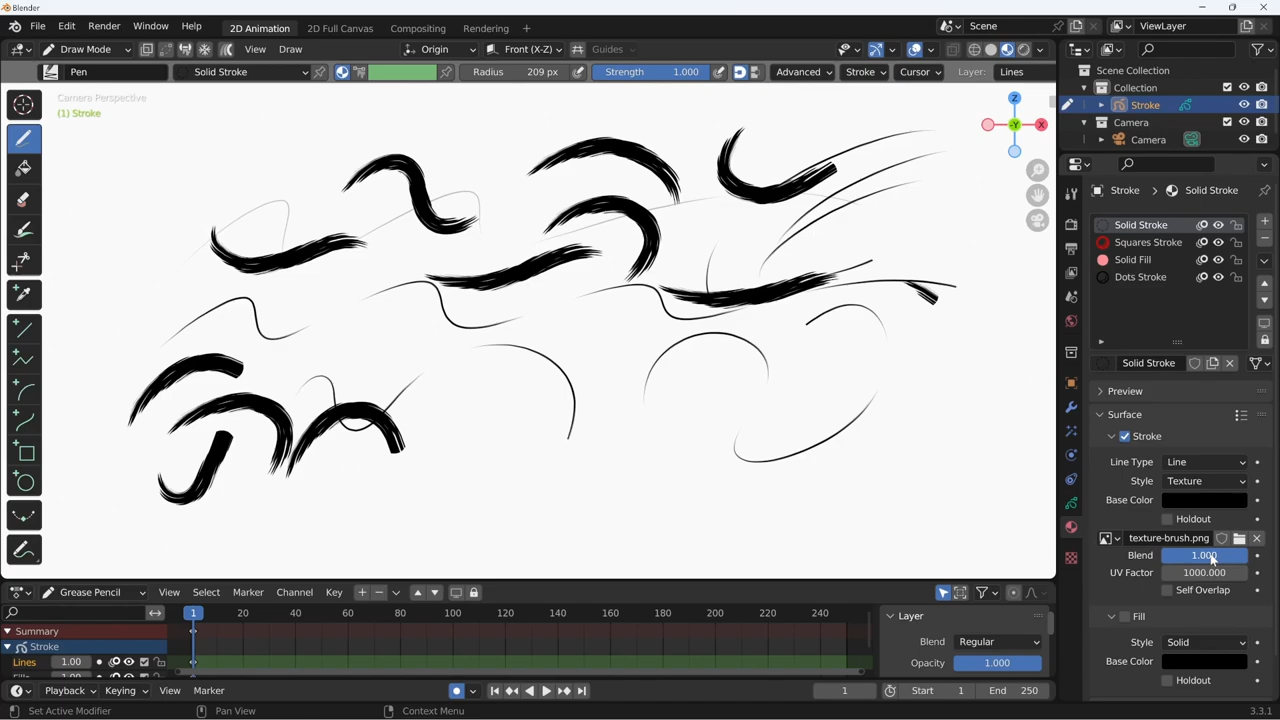 Blender
File Edit Render Window Help 2D Animation 2D Full Canvas Compositing Rendering + Scene ViewLayer
Draw Mode View Draw Origin Front (X-Z) Guides
Pen Solid Stroke Radius 209 px Strength 1.000 Advanced Stroke Cursor Layer: Lines
Camera Perspective
(1) Stroke
Z
-Y X
Scene Collection
Collection
Stroke
Camera
Camera
Stroke Solid Stroke
Solid Stroke
Squares Stroke
Solid Fill
Dots Stroke
Solid Stroke
Preview
Surface
Stroke
Line Type Line
Style Texture
Base Color
Holdout
texture-brush.png
Blend 1.000
UV Factor 1000.000
Self Overlap
Fill
Style Solid
Base Color
Holdout
Grease Pencil View Select Marker Channel Key
1 20 40 60 80 100 120 140 160 180 200 220 240
Summary
Stroke
Lines 1.00
Layer
Blend Regular
Opacity 1.000
Playback Keying View Marker 1 Start 1 End 250
Set Active Modifier Pan View Context Menu 3.3.1